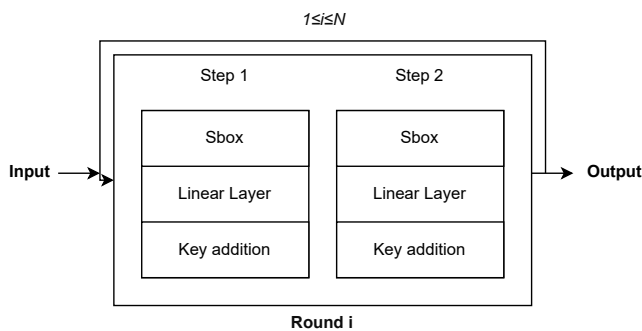 1≤i≤N
Step 1 Step 2
Sbox Sbox
Input Output
Linear Layer Linear Layer
Key addition Key addition
Round i